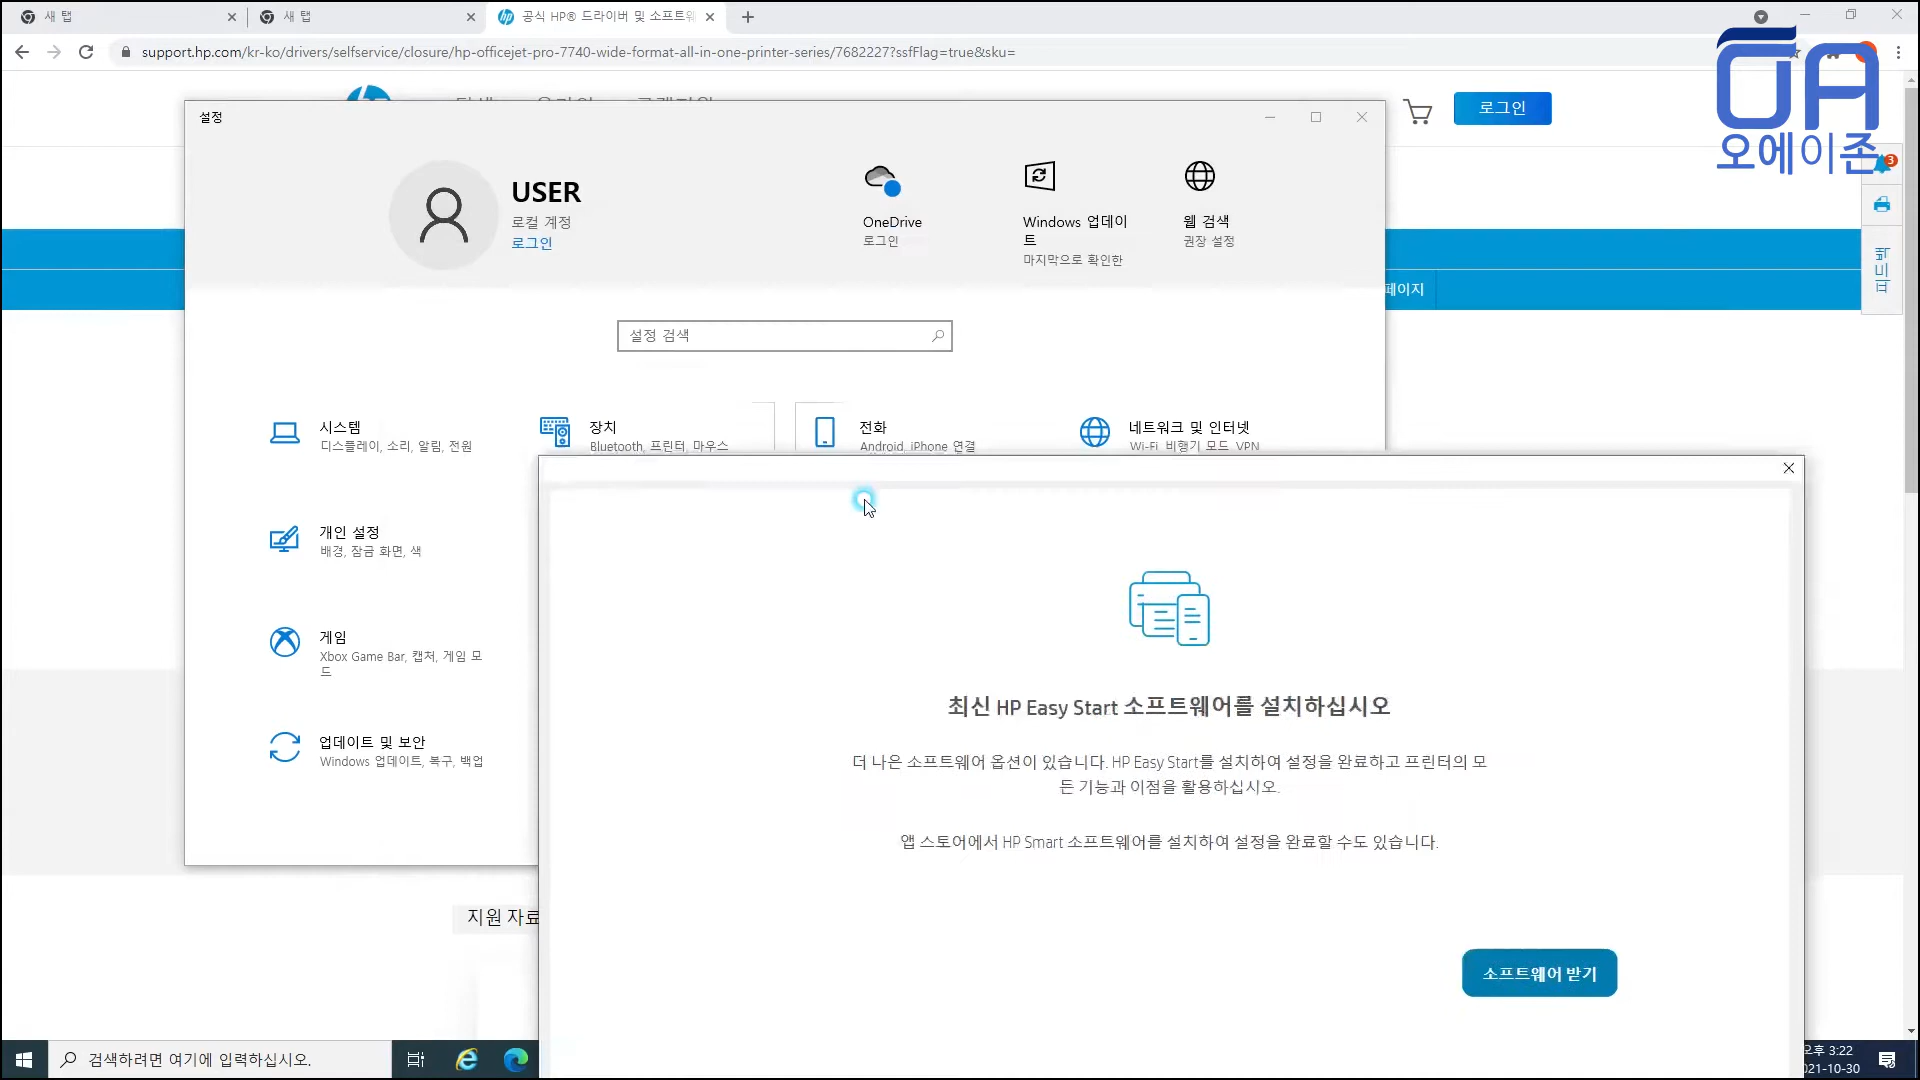 새 탭
새 탭
공식 HP® 드라이버 및 소프트웨
support.hp.com/kr-ko/drivers/selfservice/closure/hp-officejet-pro-7740-wide-format-all-in-one-printer-series/7682227?ssfFlag=true&sku=
로그인
OA
오에이존
3
피드백
페이지
설정
USER
로컬 계정
로그인
OneDrive
로그인
Windows 업데이
트
마지막으로 확인한
웹 검색
권장 설정
설정 검색
시스템
디스플레이, 소리, 알림, 전원
장치
Bluetooth, 프린터, 마우스
전화
Android, iPhone 연결
네트워크 및 인터넷
Wi-Fi, 비행기 모드, VPN
개인 설정
배경, 잠금 화면, 색
게임
Xbox Game Bar, 캡처, 게임 모
드
업데이트 및 보안
Windows 업데이트, 복구, 백업
최신 HP Easy Start 소프트웨어를 설치하십시오
더 나은 소프트웨어 옵션이 있습니다. HP Easy Start를 설치하여 설정을 완료하고 프린터의 모
든 기능과 이점을 활용하십시오.
앱 스토어에서 HP Smart 소프트웨어를 설치하여 설정을 완료할 수도 있습니다.
소프트웨어 받기
지원 자료
검색하려면 여기에 입력하십시오.
오후 3:22
021-10-30